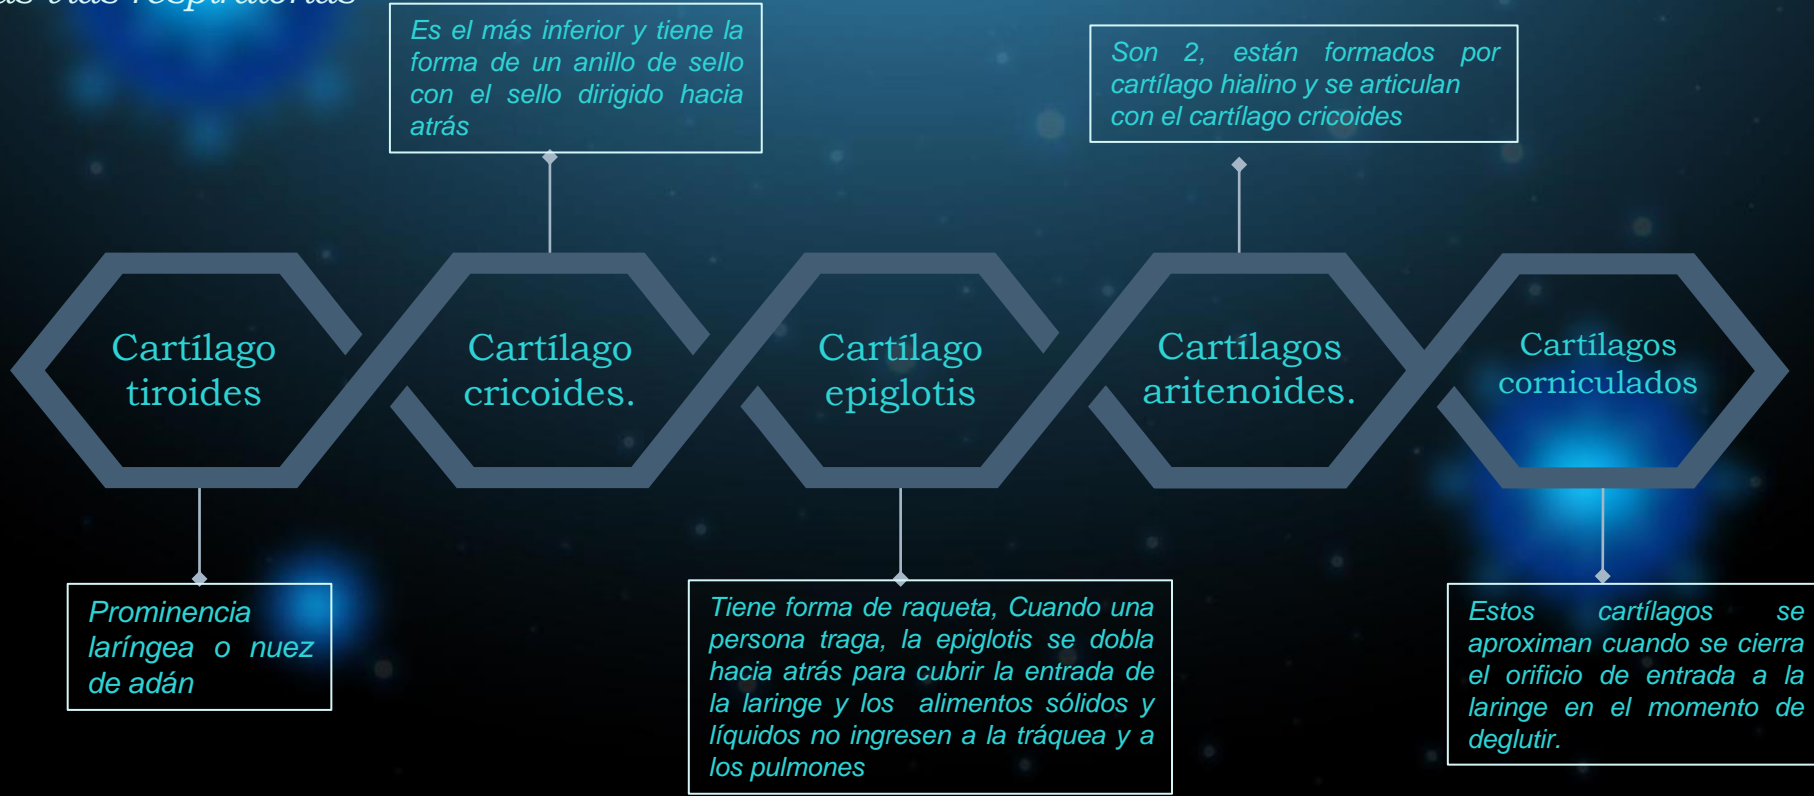 vías respiratorias
Es el más inferior y tiene la
forma de un anillo de sello
con el sello dirigido hacia
atrás
Son 2, están formados por
cartílago hialino y se articulan
con el cartílago cricoides
Cartílago
tiroides
Cartílago
cricoides.
Cartílago
epiglotis
Cartílagos
aritenoides.
Cartílagos
corniculados
Prominencia
laríngea o nuez
de adán
Tiene forma de raqueta, Cuando una
persona traga, la epiglotis se dobla
hacia atrás para cubrir la entrada de
la laringe y los alimentos sólidos y
líquidos no ingresen a la tráquea y a
los pulmones
Estos cartílagos se
aproximan cuando se cierra
el orificio de entrada a la
laringe en el momento de
deglutir.